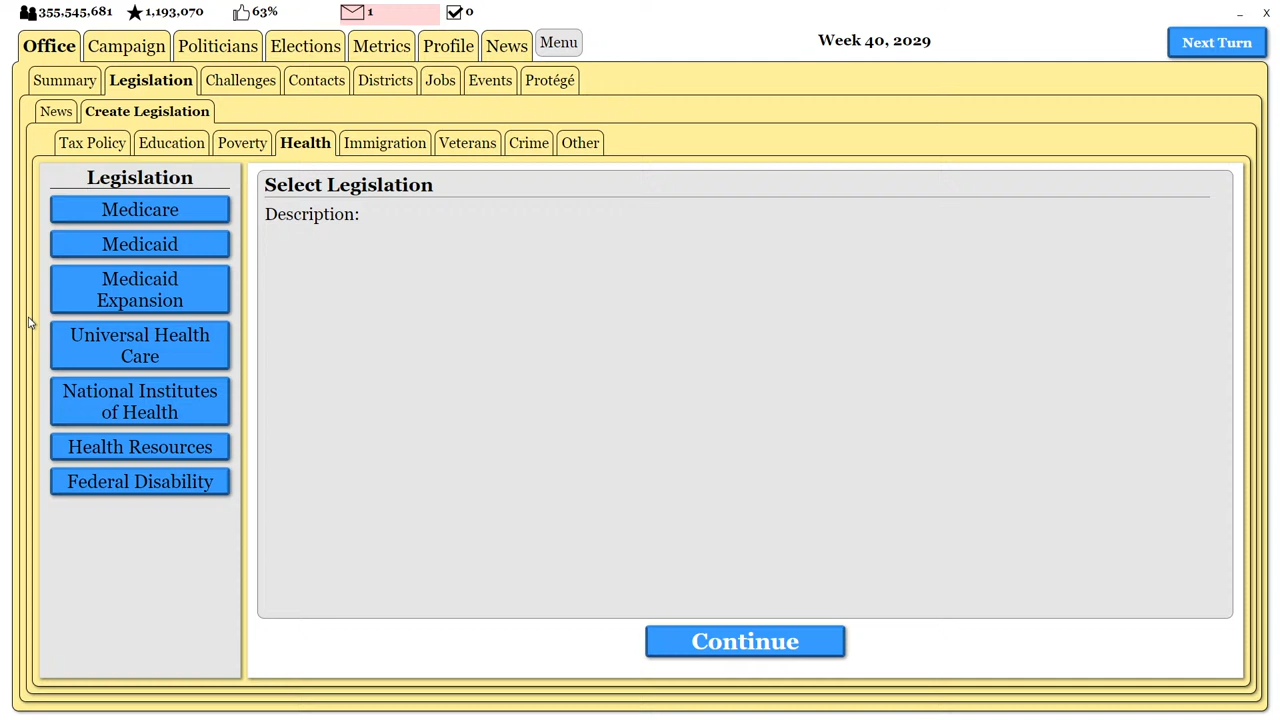 355,545,681 1,193,070 63% 1 0
_ X
Office Campaign Politicians Elections Metrics Profile News Menu
Week 40, 2029
Next Turn
Summary Legislation Challenges Contacts Districts Jobs Events Protégé
News Create Legislation
Tax Policy Education Poverty Health Immigration Veterans Crime Other
Legislation
Medicare
Medicaid
Medicaid
Expansion
Universal Health
Care
National Institutes
of Health
Health Resources
Federal Disability
Select Legislation
Description:
Continue